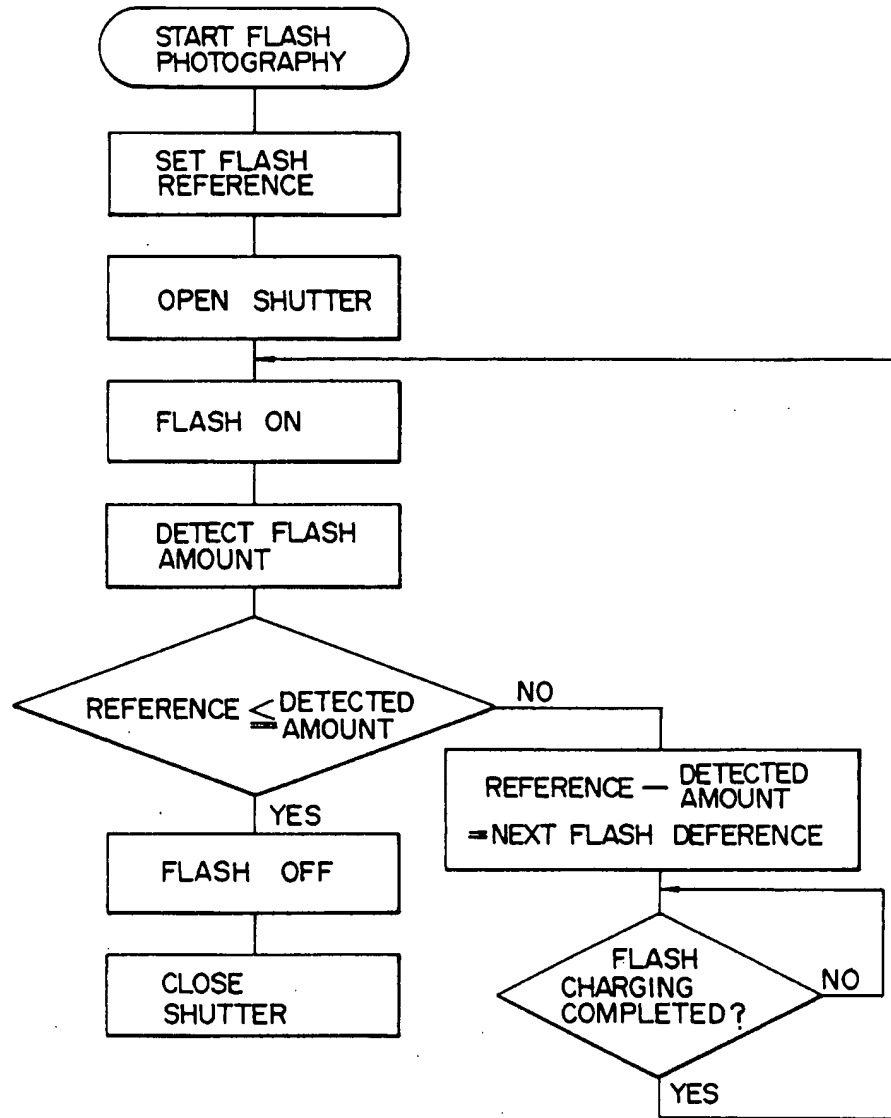 START FLASH
PHOTOGRAPHY
SET FLASH
REFERENCE
OPEN SHUTTER
FLASH ON
DETECT FLASH
AMOUNT
REFERENCE ≦ DETECTED
AMOUNT
NO
YES
REFERENCE — DETECTED
AMOUNT
=NEXT FLASH DEFERENCE
FLASH OFF
CLOSE
SHUTTER
FLASH
CHARGING
COMPLETED?
NO
YES